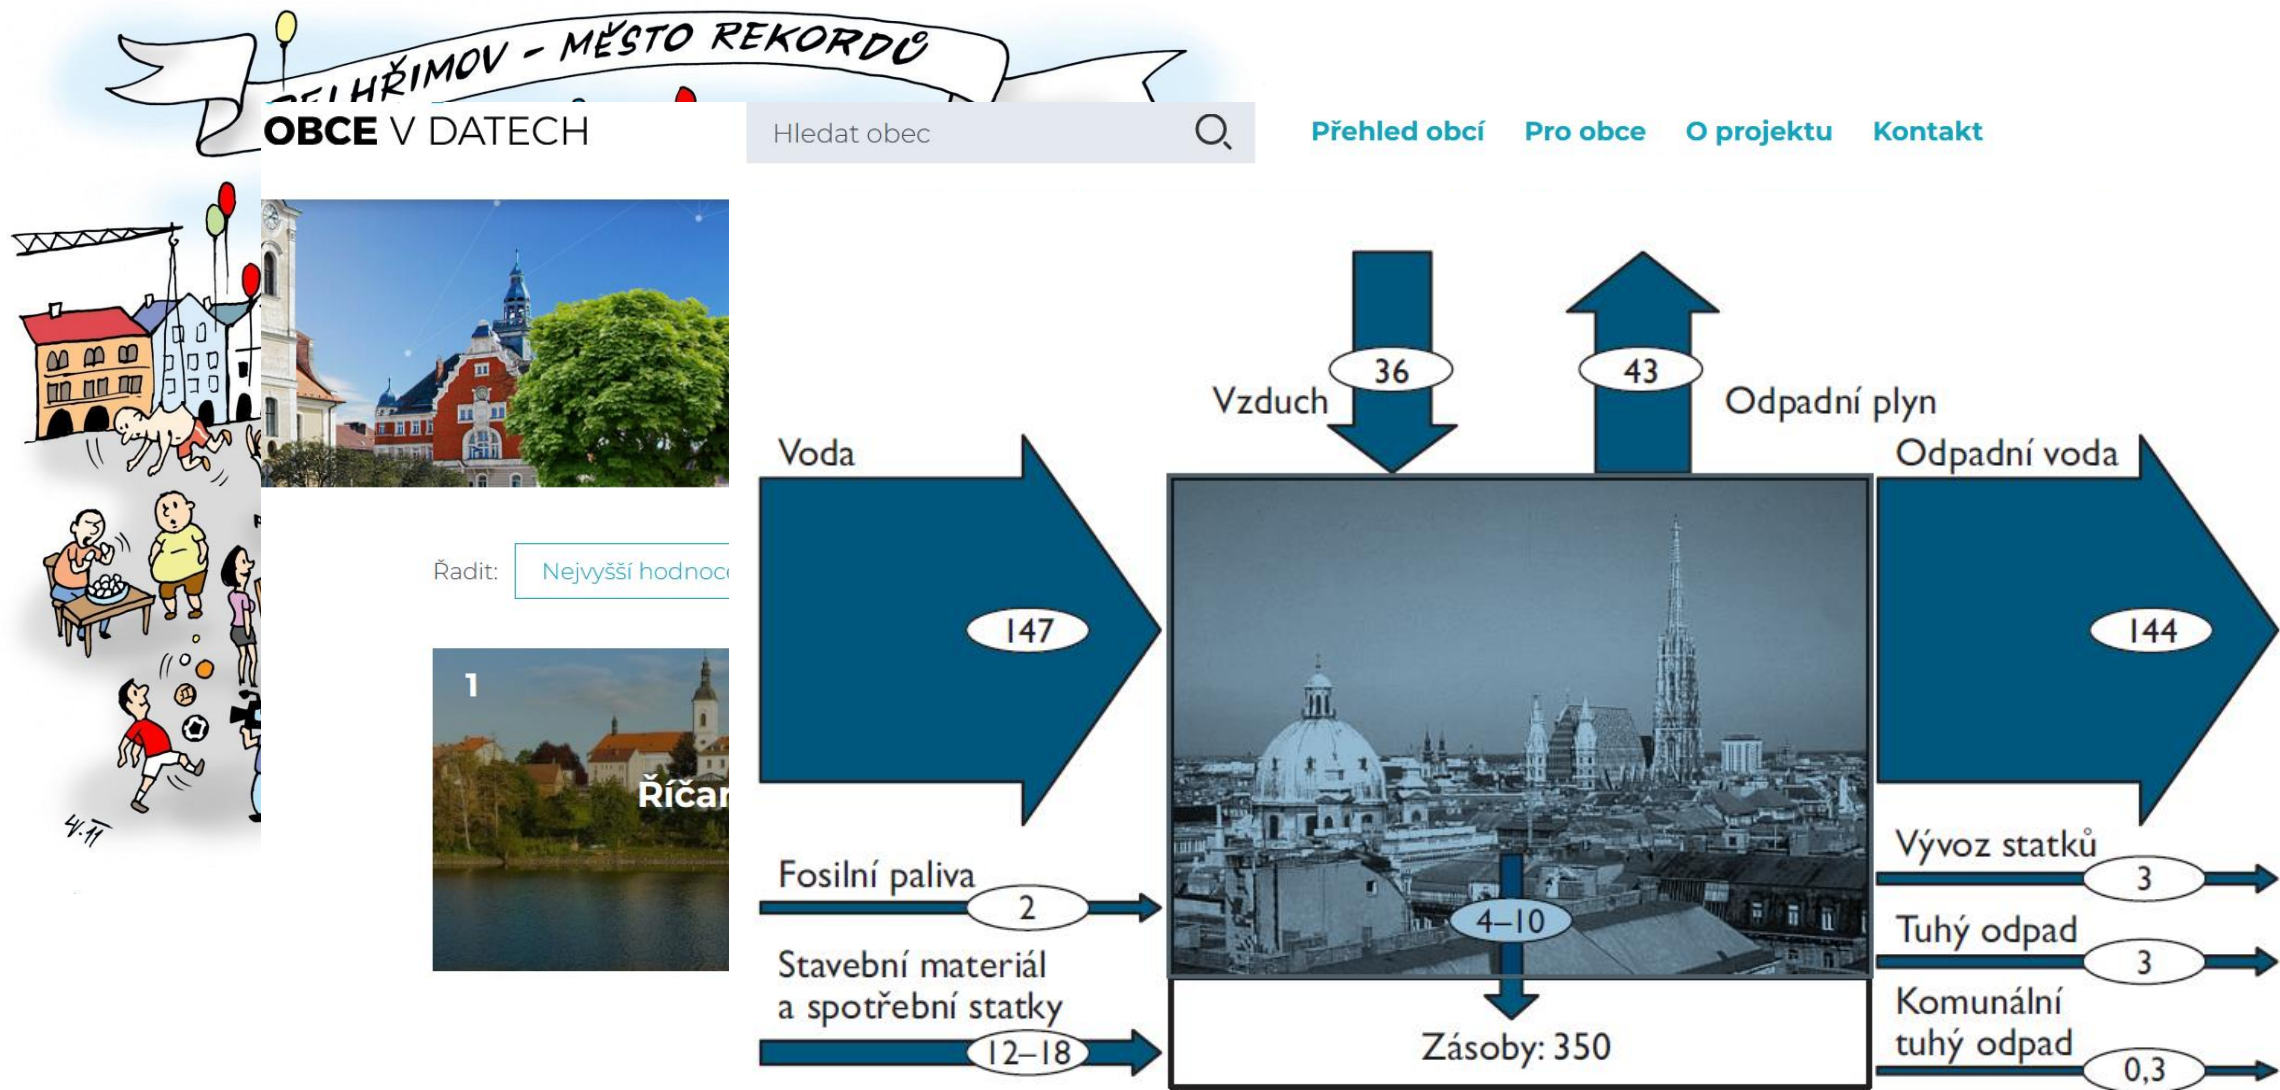 PELHŘIMOV - MĚSTO REKORDŮ
OBCE V DATECH
Hledat obec
Přehled obcí
Pro obce
O projektu
Kontakt
Řadit:
Nejvyšší
1
Vzduch
36
43
Odpadní plyn
Voda
147
Odpadní voda
144
Fosilní paliva
2
Stavební materiál
a spotřební statky
12–18
4–10
Zásoby: 350
Vývoz statků
3
Tuhý odpad
3
Komunální
tuhý odpad
0,3